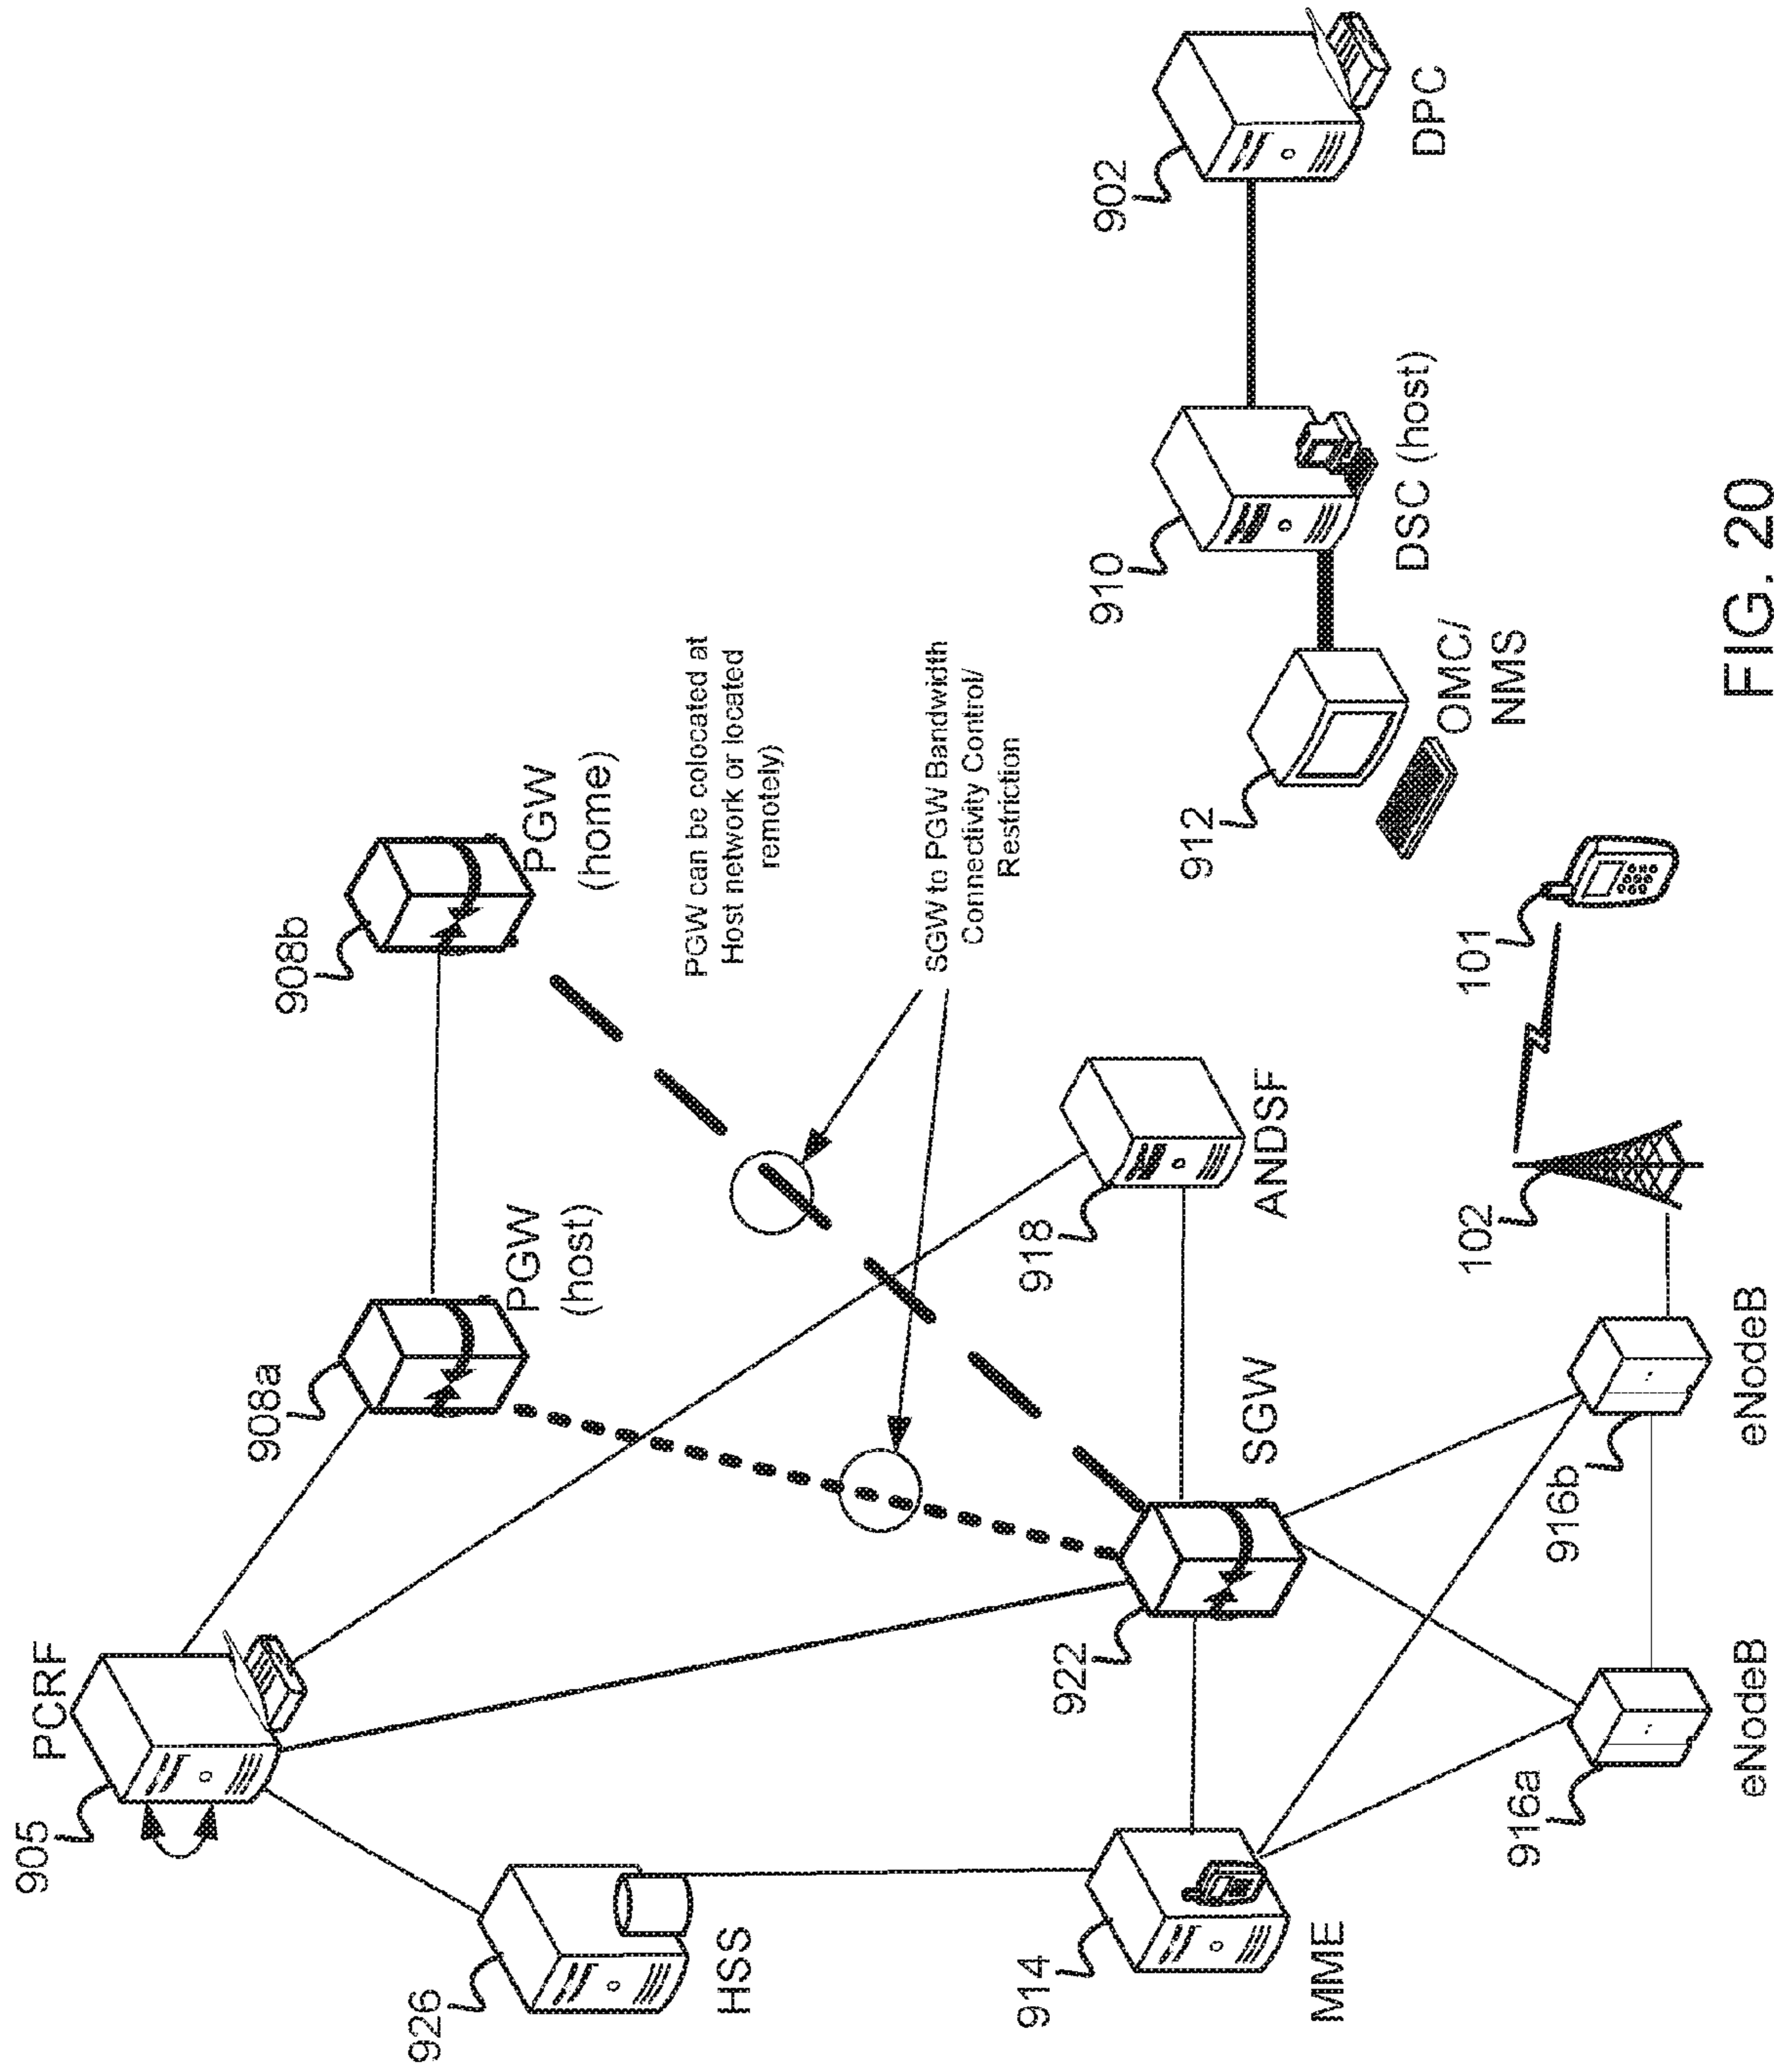 905
PCRF
908a
PGW
(host)
908b
PGW
(home)
PGW can be colocated at
Host network or located
remotely)
SGW to PGW Bandwidth
Connectivity Control/
Restriction
926
HSS
914
MME
922
SGW
918
ANDSF
916a
eNodeB
916b
eNodeB
102
101
912
OMC/
NMS
910
DSC (host)
902
DPC
FIG. 20